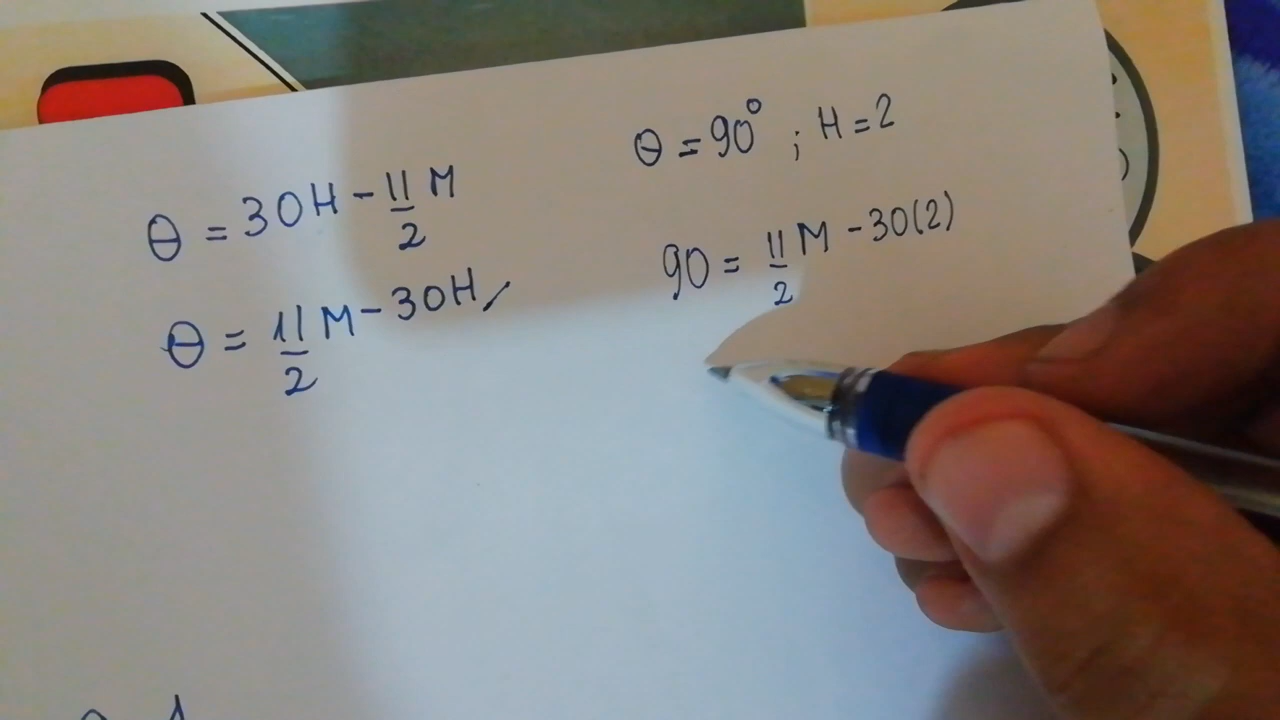 θ = 30H - 11/2 M
θ = 11/2 M - 30H
θ = 90° ; H = 2
90 = 11/2 M - 30(2)